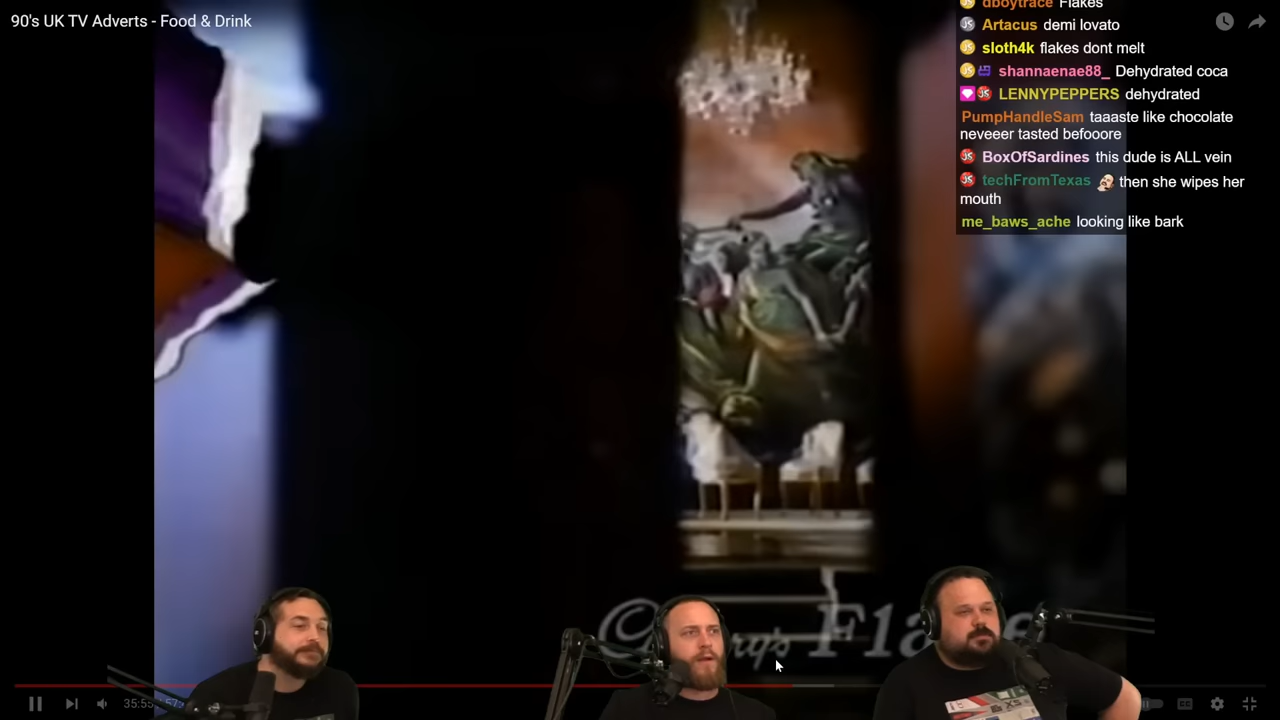 90's UK TV Adverts - Food & Drink
dboytrace Flakes
Artacus demi lovato
sloth4k flakes dont melt
shannaenae88_ Dehydrated coca
LENNYPEPPERS dehydrated
PumpHandleSam taaaste like chocolate
neveeer tasted befooore
BoxOfSardines this dude is ALL vein
techFromTexas then she wipes her
mouth
me_baws_ache looking like bark